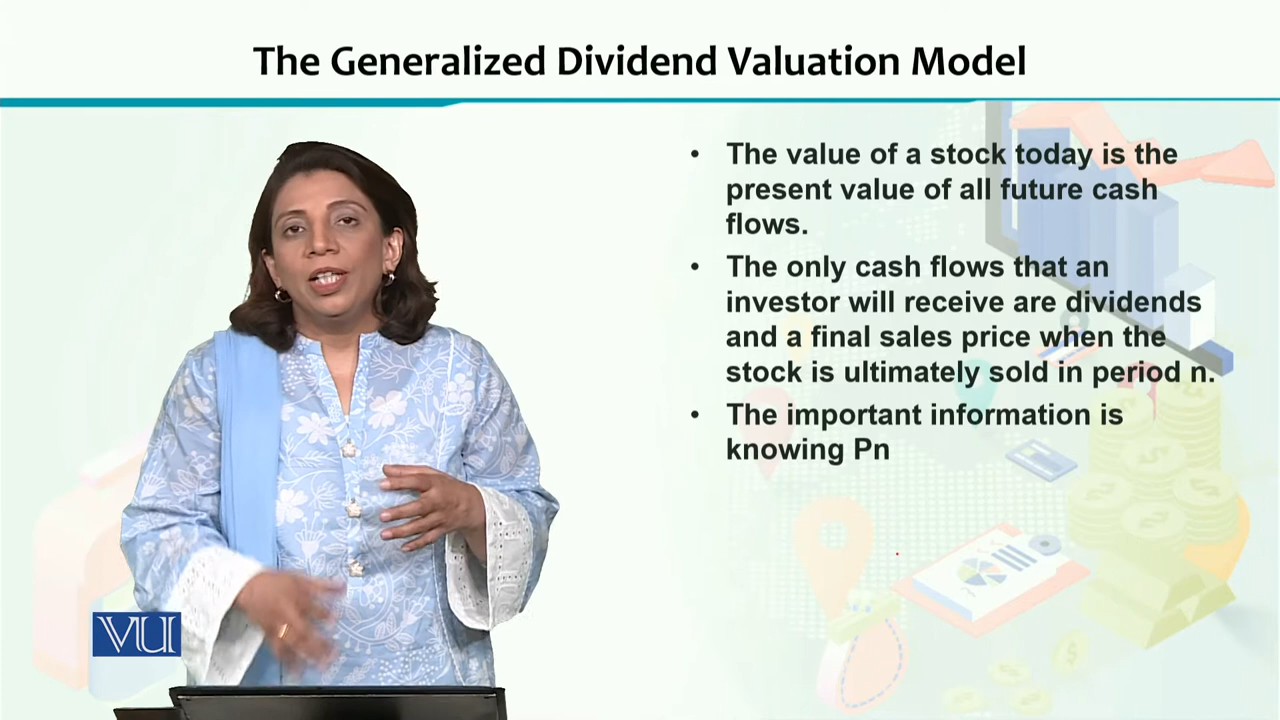 The Generalized Dividend Valuation Model
• The value of a stock today is the
present value of all future cash
flows.
• The only cash flows that an
investor will receive are dividends
and a final sales price when the
stock is ultimately sold in period n.
• The important information is
knowing Pn
VU